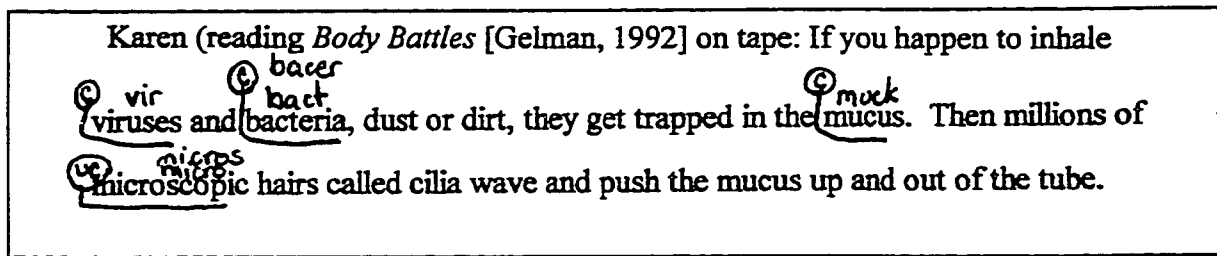 Karen (reading Body Battles [Gelman, 1992] on tape: If you happen to inhale
bacer
C vir C bact C muck
viruses and bacteria, dust or dirt, they get trapped in the mucus. Then millions of
micros
UC micro
microscopic hairs called cilia wave and push the mucus up and out of the tube.